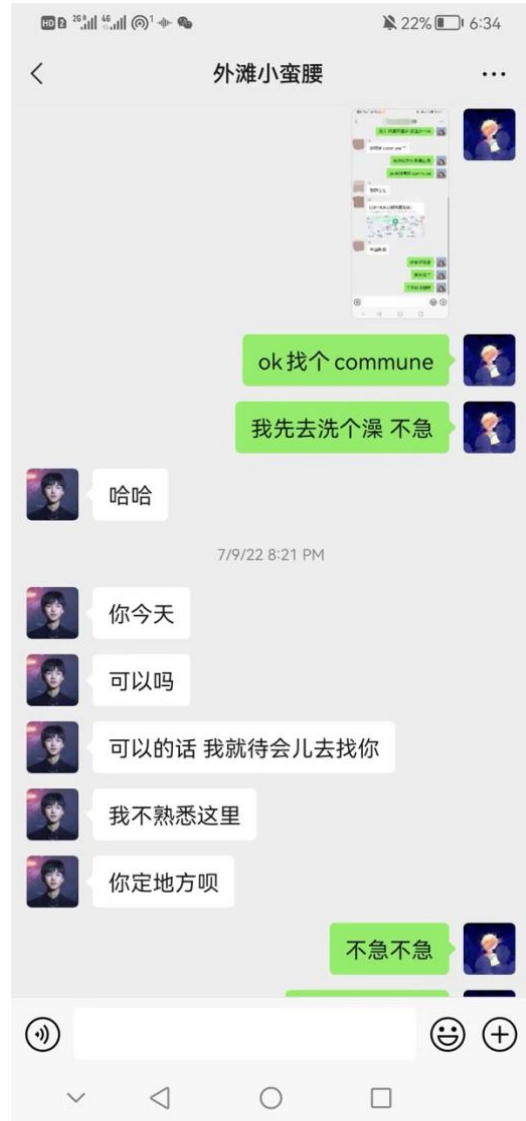 22% 6:34
外滩小蛮腰
ok找个 commune
我先去洗个澡 不急
哈哈
7/9/22 8:21 PM
你今天
可以吗
可以的话 我就待会儿去找你
我不熟悉这里
你定地方呗
不急不急